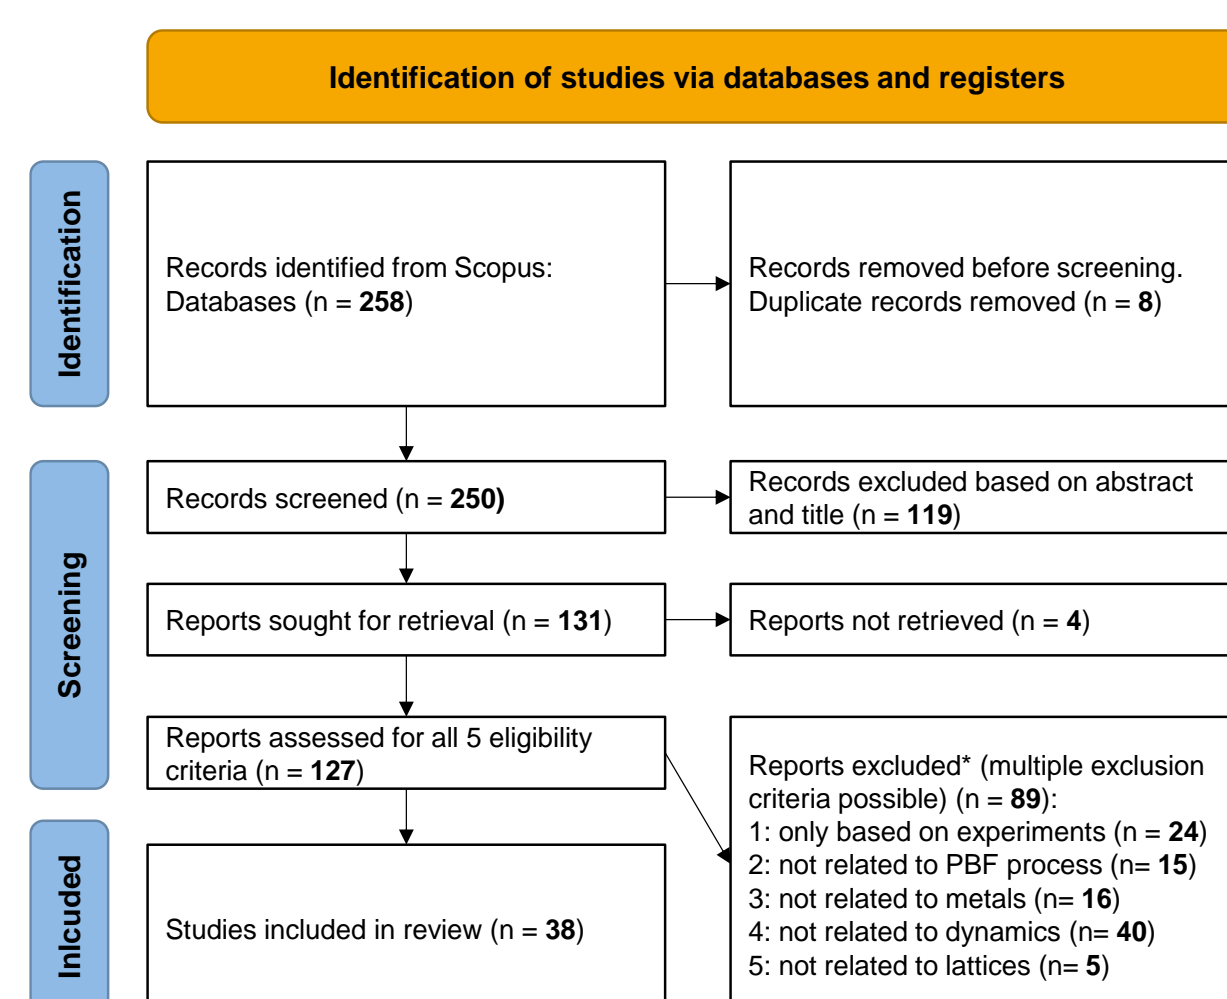 Identification of studies via databases and registers
Identification
Records identified from Scopus:
Databases (n = 258)
Records removed before screening.
Duplicate records removed (n = 8)
Screening
Records screened (n = 250)
Records excluded based on abstract
and title (n = 119)
Reports sought for retrieval (n = 131)
Reports not retrieved (n = 4)
Reports assessed for all 5 eligibility
criteria (n = 127)
Reports excluded* (multiple exclusion
criteria possible) (n = 89):
1: only based on experiments (n = 24)
2: not related to PBF process (n= 15)
3: not related to metals (n= 16)
4: not related to dynamics (n= 40)
5: not related to lattices (n= 5)
Inlcuded
Studies included in review (n = 38)